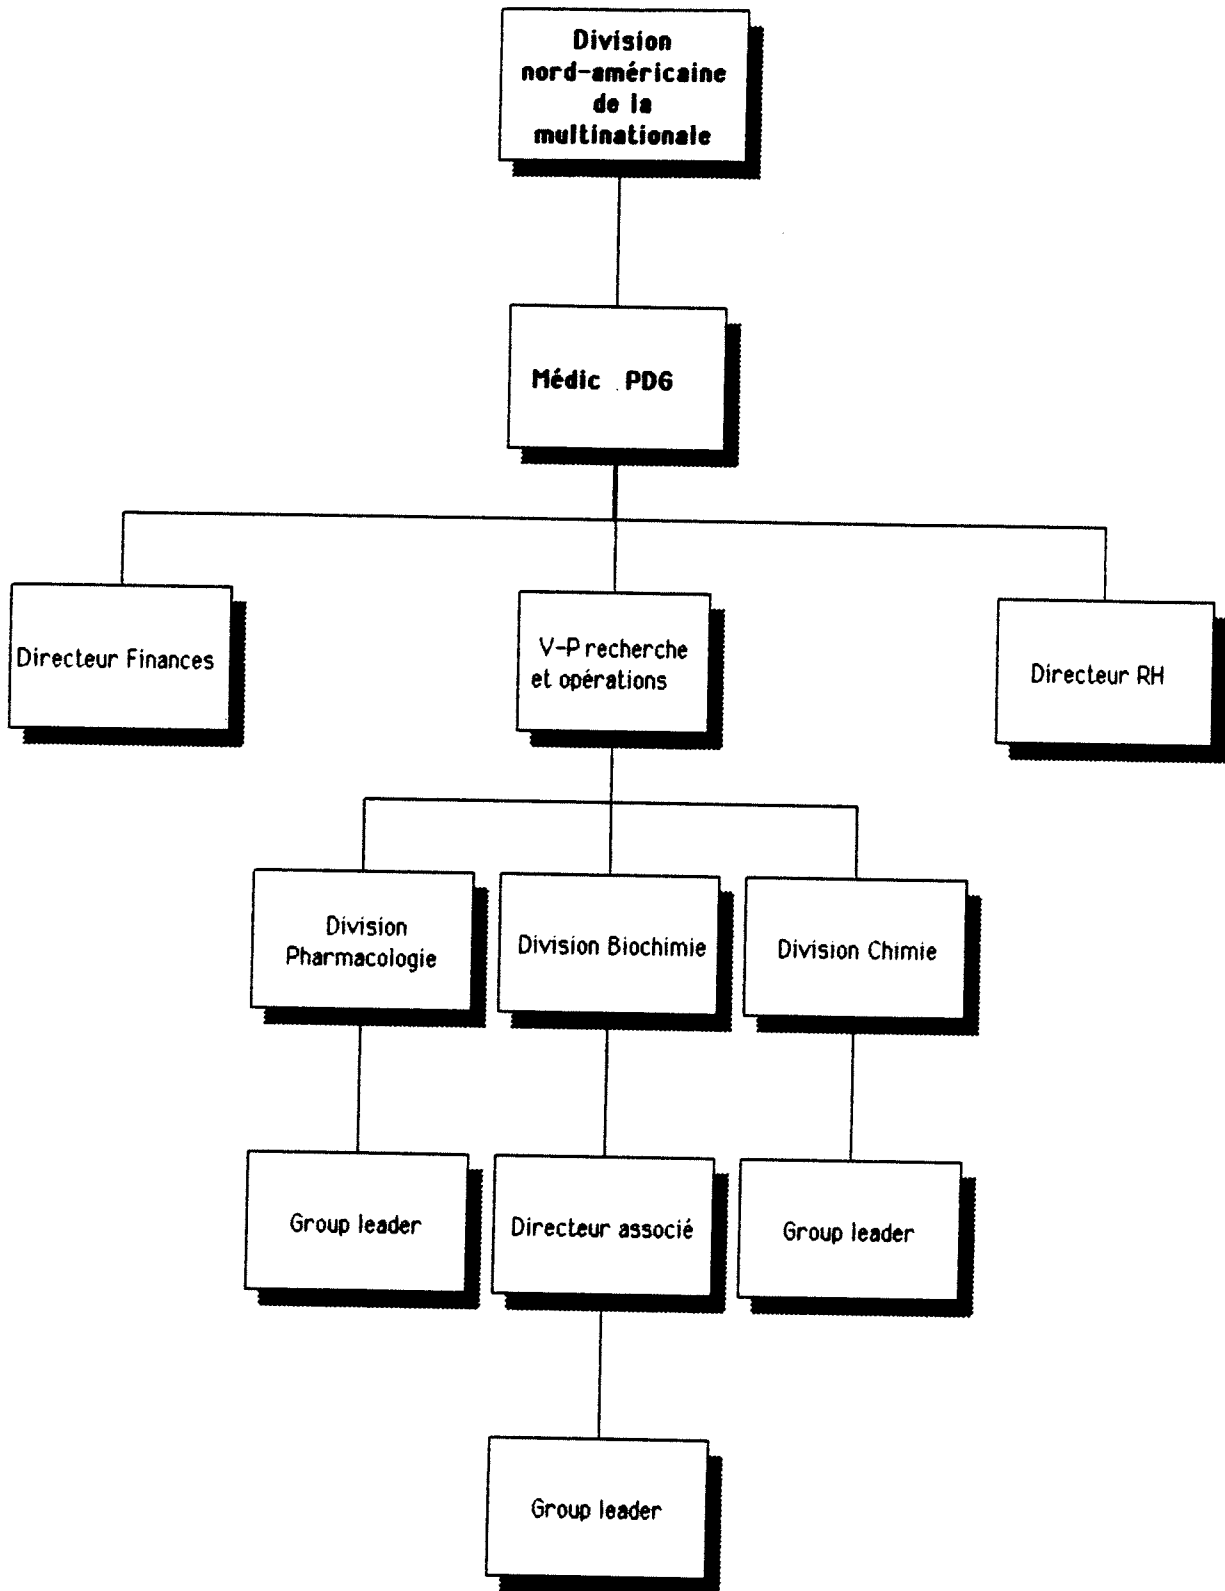 Division
nord-américaine
de la
multinationale
Médic PDG
Directeur Finances
V-P recherche
et opérations
Directeur RH
Division
Pharmacologie
Division Biochimie
Division Chimie
Group leader
Directeur associé
Group leader
Group leader